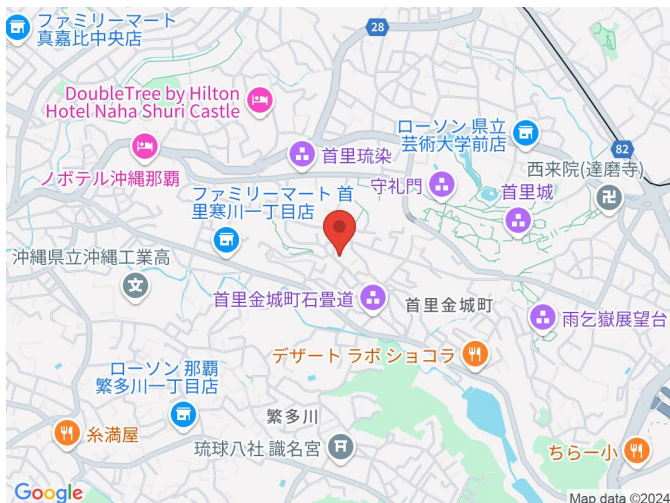 ファミリーマート
真嘉比中央店
28
DoubleTree by Hilton
Hotel Naha Shuri Castle
ローソン 県立
芸術大学前店
82
首里琉染
西来院(達磨寺)
ノボテル沖縄那覇
守礼門
首里城
ファミリーマート 首
里寒川一丁目店
沖縄県立沖縄工業高
文
首里金城町石畳道
首里金城町
雨乞嶽展望台
デザート ラボ ショコラ
ローソン 那覇
繁多川一丁目店
繁多川
糸満屋
琉球八社 識名宮
ちらー小
Google
Map data ©2024